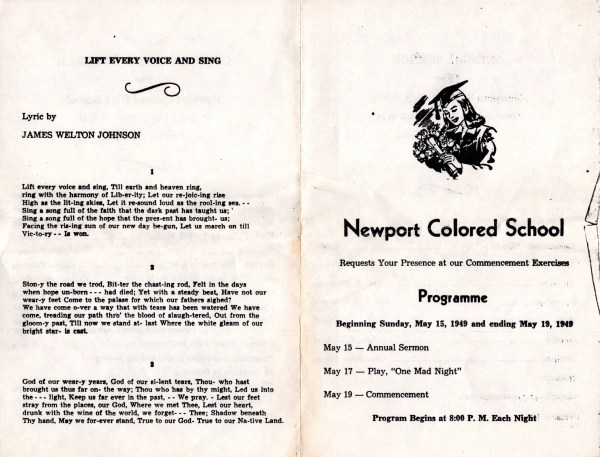 LIFT EVERY VOICE AND SING
Lyric by
JAMES WELTON JOHNSON
1
Lift every voice and sing, Till earth and heaven ring,
ring with the harmony of Lib-er-ity; Let our re-joic-ing rise
High as the lit-ing skies, Let it re-sound loud as the rool-ing sea. - -
Sing a song full of the faith that the dark past has taught us;
Sing a song full of the hope that the pres-ent has brought- us;
Facing the ris-ing sun of our new day be-gun, Let us march on till
Vic-to-ry - - Is won.
2
Ston-y the road we trod, Bit-ter the chast-ing rod, Felt in the days
when hope un-born - - - had died; Yet with a steady beat, Have not our
wear-y feet Come to the palase for which our fathers sighed?
We have come o-ver a way that with tears has been watered We have
come, treading our path thro' the blood of slaugh-tered, Out from the
gloom-y past, Till now we stand at- last Where the white gleam of our
bright star- is cast.
3
God of our wear-y years, God of our si-lent tears, Thou- who hast
brought us thus far on- the way; Thou who has by thy might, Led us into
the - - - light, Keep us far ever in the past, - - We pray. - Lest our feet
stray from the places, our God, Where we met Thee, Lest our heart,
drunk with the wine of the world, we forget- - - Thee; Shadow beneath
Thy hand, May we for-ever stand, True to our God- True to our Na-tive Land.
Newport Colored School
Requests Your Presence at our Commencement Exercises
Programme
Beginning Sunday, May 15, 1949 and ending May 19, 1949
May 15 — Annual Sermon
May 17 — Play, "One Mad Night"
May 19 — Commencement
Program Begins at 8:00 P. M. Each Night